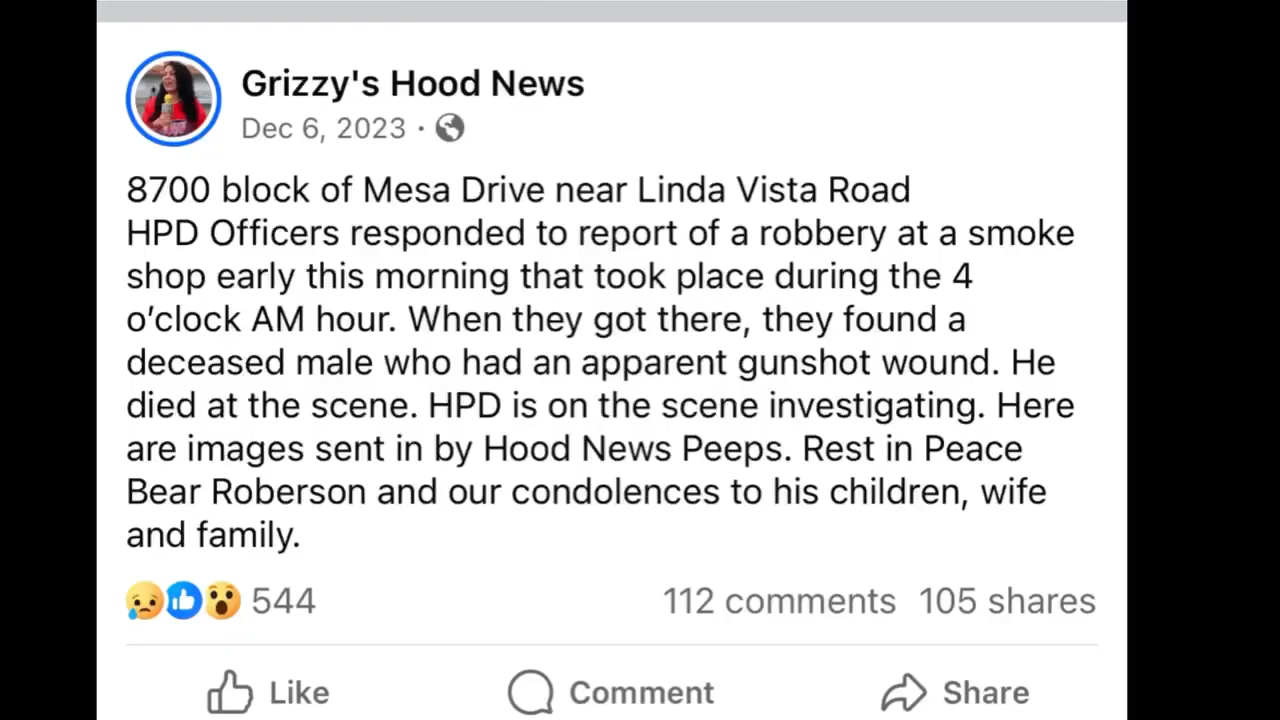 Grizzy's Hood News
Dec 6, 2023 ·
8700 block of Mesa Drive near Linda Vista Road
HPD Officers responded to report of a robbery at a smoke
shop early this morning that took place during the 4
o’clock AM hour. When they got there, they found a
deceased male who had an apparent gunshot wound. He
died at the scene. HPD is on the scene investigating. Here
are images sent in by Hood News Peeps. Rest in Peace
Bear Roberson and our condolences to his children, wife
and family.
544 112 comments 105 shares
Like Comment Share